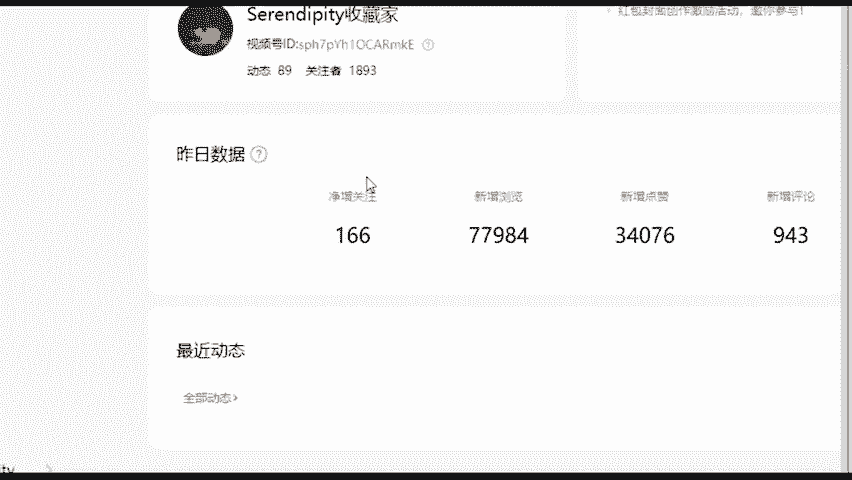 Serendipity收藏家
红包封面创作激励活动，邀你参与！
视频号ID:sph7pYh1OCARmkE
动态 89 关注者 1893
昨日数据
净增关注 新增浏览 新增点赞 新增评论
166 77984 34076 943
最近动态
全部动态>
ity